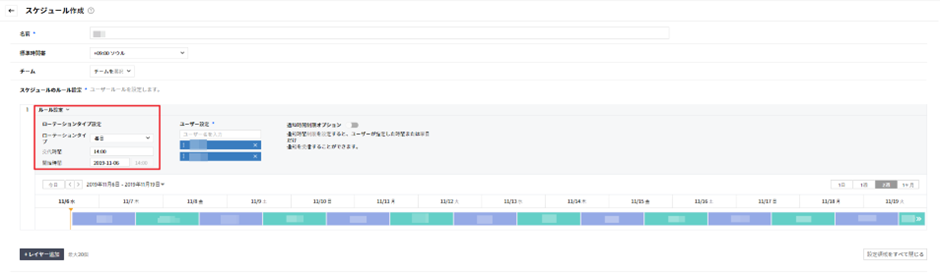 ← スケジュール作成 ?
名前 *
標準時間帯
+09:00 ソウル
チーム
チームを選択
スケジュールのルール設定 * ユーザールールを設定します。
1
ルール設定
ローテーションタイプ設定
ローテーションタイプ
交代時間
14:00
開始時間
2019-11-06
14:00
ユーザー設定 *
ユーザー名を入力
通知時間制限オプション
通知時間制限を設定すると、ユーザーが指定した時間または曜日だけ
通知を受信することができます。
今日 < >
2019年11月6日 - 2019年11月19日
1日
1週
2週
1ヶ月
11/6 水
11/7 木
11/8 金
11/9 土
11/10 日
11/11 月
11/12 火
11/13 水
11/14 木
11/15 金
11/16 土
11/17 日
11/18 月
11/19 火
+レイヤー追加
最大20個
設定領域をすべて閉じる